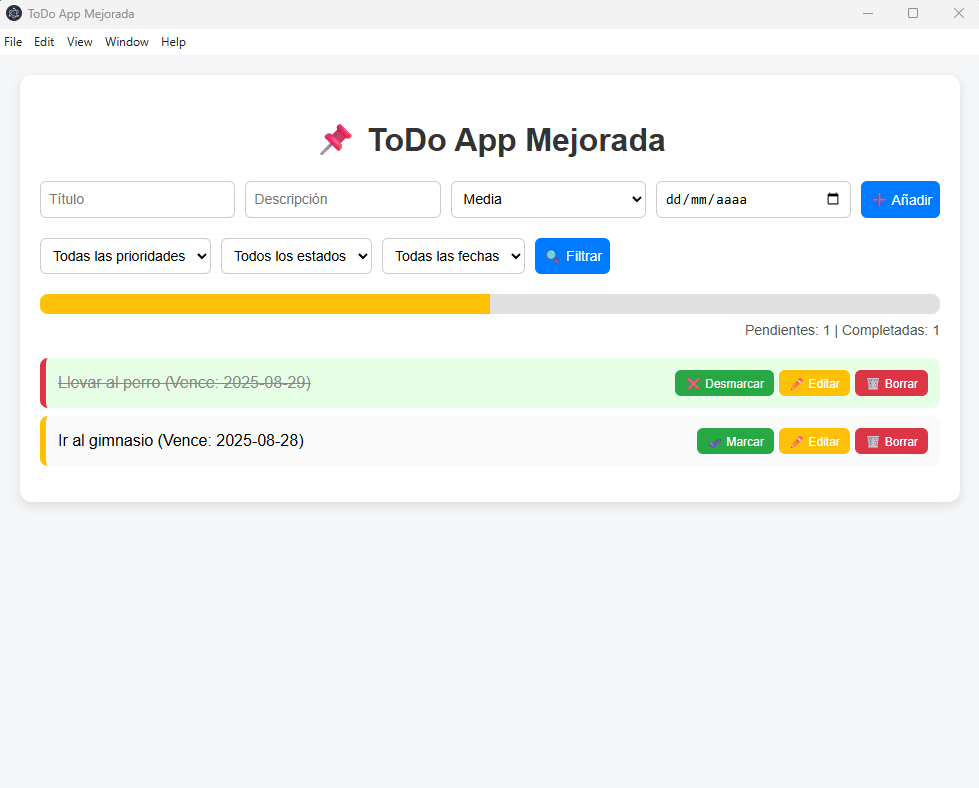 ToDo App Mejorada
File Edit View Window Help
ToDo App Mejorada
Título Descripción Media dd/mm/aaaa Añadir
Todas las prioridades Todos los estados Todas las fechas Filtrar
Pendientes: 1 | Completadas: 1
Llevar al perro (Vence: 2025-08-29) Desmarcar Editar Borrar
Ir al gimnasio (Vence: 2025-08-28) Marcar Editar Borrar